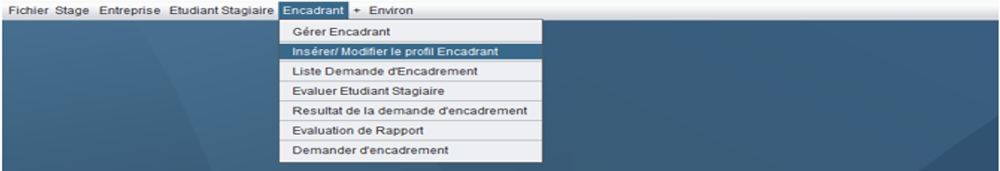 Fichier Stage Entreprise Etudiant Stagiaire Encadrant + Environ
Gérer Encadrant
Insérer/ Modifier le profil Encadrant
Liste Demande d'Encadrement
Evaluer Etudiant Stagiaire
Resultat de la demande d'encadrement
Evaluation de Rapport
Demander d'encadrement